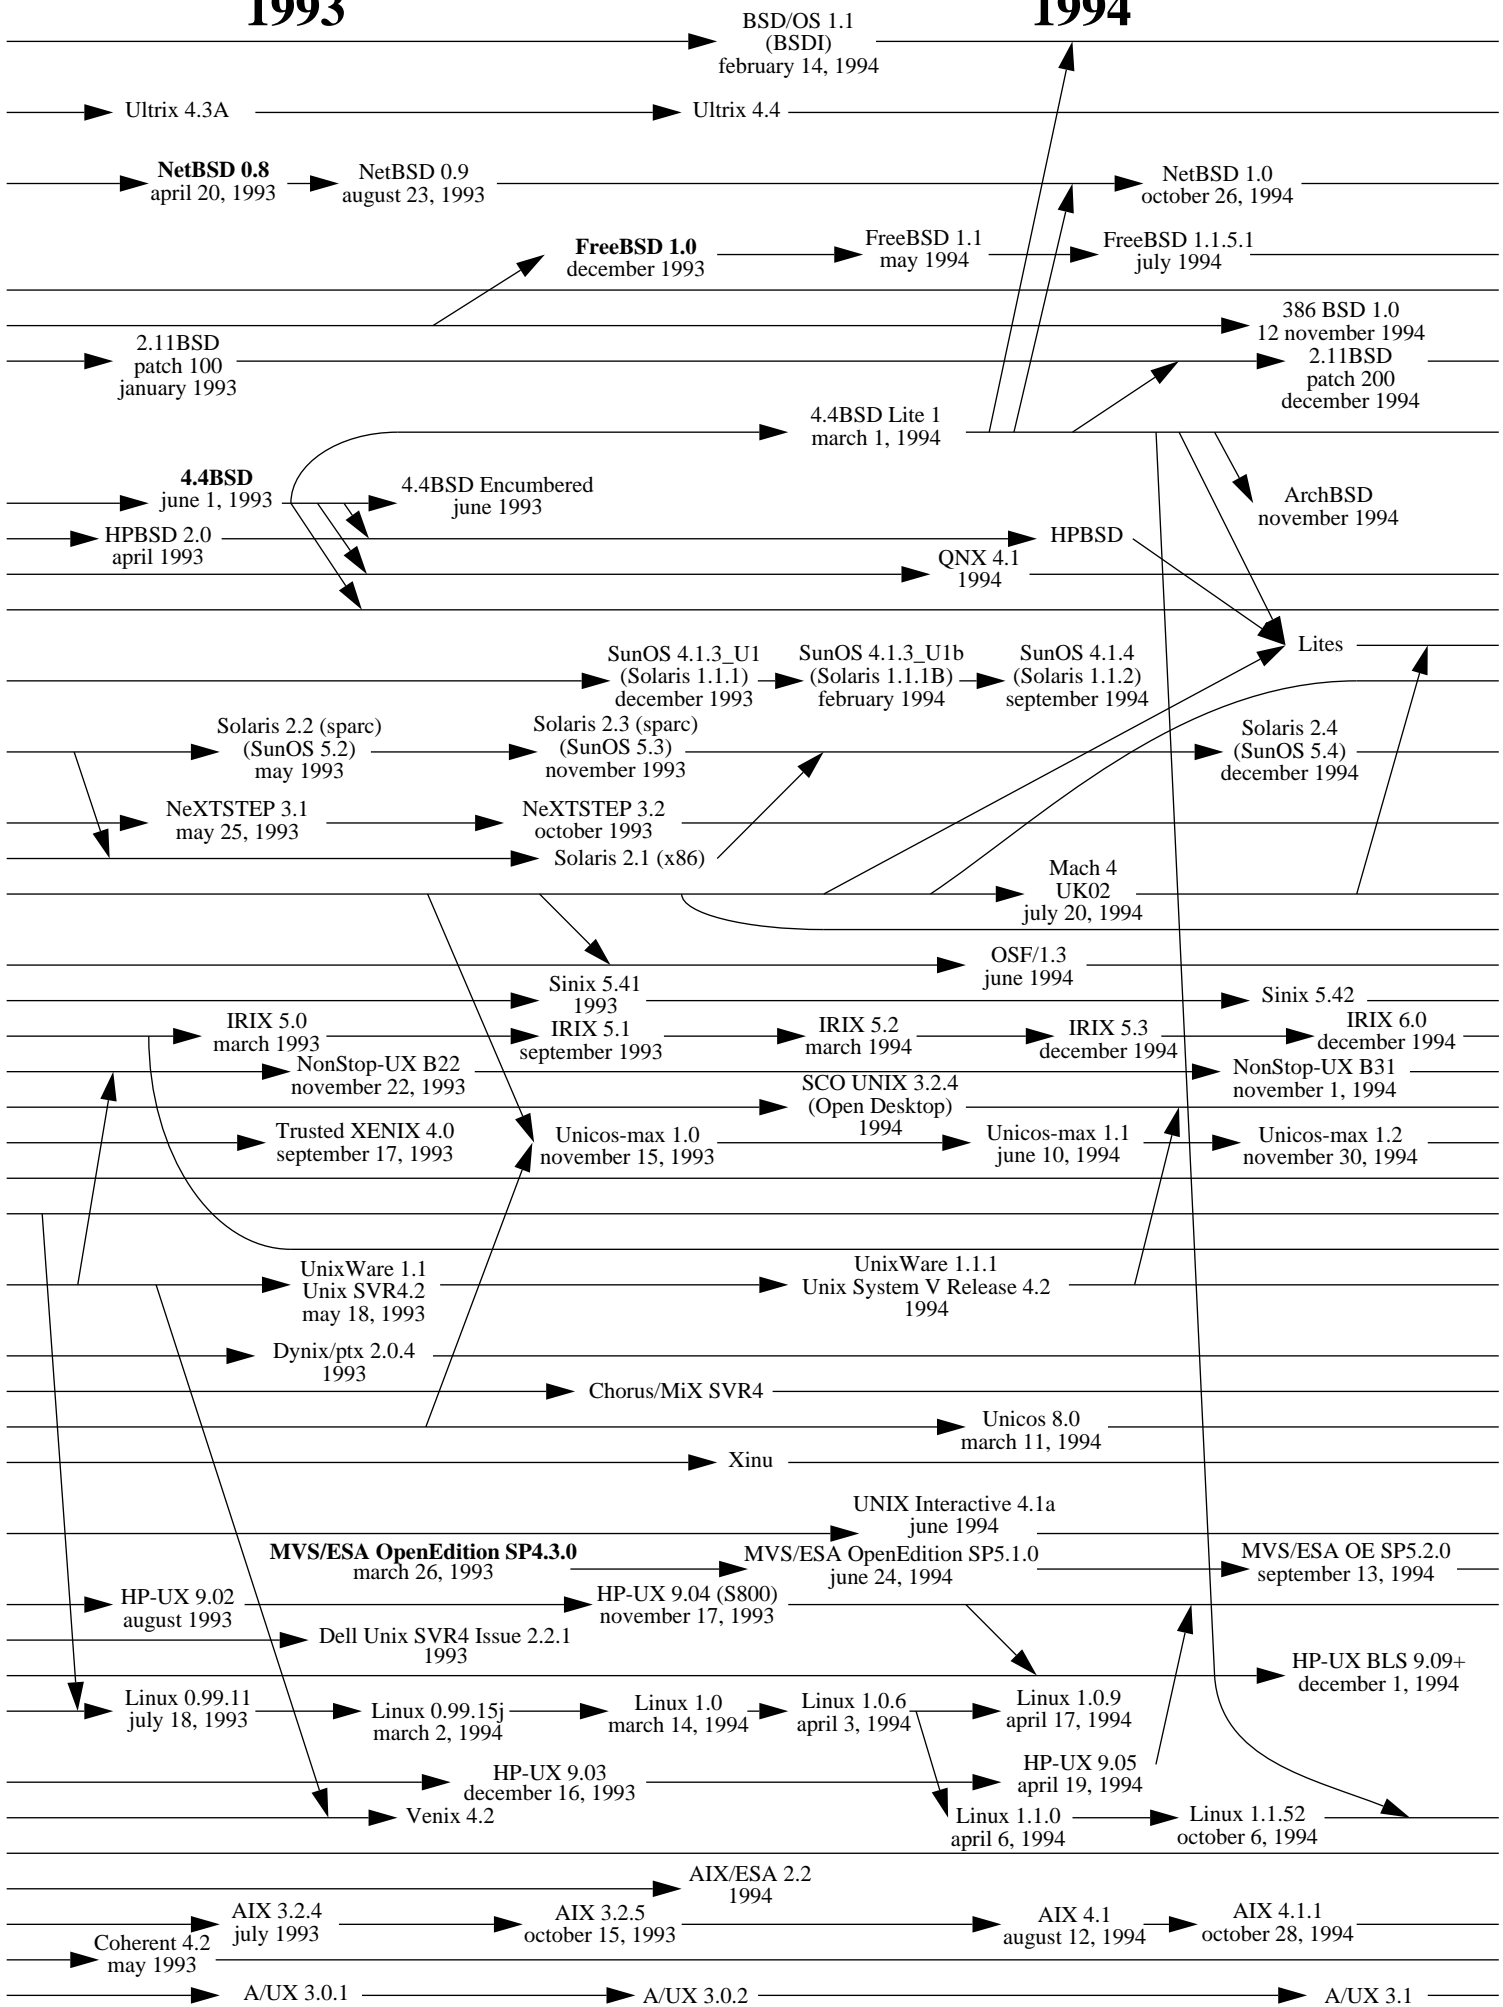 1993
1994
BSD/OS 1.1
(BSDI)
february 14, 1994
Ultrix 4.3A
Ultrix 4.4
NetBSD 0.8
april 20, 1993
NetBSD 0.9
august 23, 1993
NetBSD 1.0
october 26, 1994
FreeBSD 1.0
december 1993
FreeBSD 1.1
may 1994
FreeBSD 1.1.5.1
july 1994
386 BSD 1.0
12 november 1994
2.11BSD
patch 100
january 1993
2.11BSD
patch 200
december 1994
4.4BSD Lite 1
march 1, 1994
4.4BSD
june 1, 1993
4.4BSD Encumbered
june 1993
ArchBSD
november 1994
HPBSD 2.0
april 1993
HPBSD
QNX 4.1
1994
Lites
SunOS 4.1.3_U1
(Solaris 1.1.1)
december 1993
SunOS 4.1.3_U1b
(Solaris 1.1.1B)
february 1994
SunOS 4.1.4
(Solaris 1.1.2)
september 1994
Solaris 2.2 (sparc)
(SunOS 5.2)
may 1993
Solaris 2.3 (sparc)
(SunOS 5.3)
november 1993
Solaris 2.4
(SunOS 5.4)
december 1994
NeXTSTEP 3.1
may 25, 1993
NeXTSTEP 3.2
october 1993
Solaris 2.1 (x86)
Mach 4
UK02
july 20, 1994
OSF/1.3
june 1994
Sinix 5.41
1993
Sinix 5.42
IRIX 5.0
march 1993
IRIX 5.1
september 1993
IRIX 5.2
march 1994
IRIX 5.3
december 1994
IRIX 6.0
december 1994
NonStop-UX B22
november 22, 1993
NonStop-UX B31
november 1, 1994
SCO UNIX 3.2.4
(Open Desktop)
1994
Trusted XENIX 4.0
september 17, 1993
Unicos-max 1.0
november 15, 1993
Unicos-max 1.1
june 10, 1994
Unicos-max 1.2
november 30, 1994
UnixWare 1.1
Unix SVR4.2
may 18, 1993
UnixWare 1.1.1
Unix System V Release 4.2
1994
Dynix/ptx 2.0.4
1993
Chorus/MiX SVR4
Unicos 8.0
march 11, 1994
Xinu
UNIX Interactive 4.1a
june 1994
MVS/ESA OpenEdition SP4.3.0
march 26, 1993
MVS/ESA OpenEdition SP5.1.0
june 24, 1994
MVS/ESA OE SP5.2.0
september 13, 1994
HP-UX 9.02
august 1993
HP-UX 9.04 (S800)
november 17, 1993
Dell Unix SVR4 Issue 2.2.1
1993
HP-UX BLS 9.09+
december 1, 1994
Linux 0.99.11
july 18, 1993
Linux 0.99.15j
march 2, 1994
Linux 1.0
march 14, 1994
Linux 1.0.6
april 3, 1994
Linux 1.0.9
april 17, 1994
HP-UX 9.03
december 16, 1993
HP-UX 9.05
april 19, 1994
Venix 4.2
Linux 1.1.0
april 6, 1994
Linux 1.1.52
october 6, 1994
AIX/ESA 2.2
1994
AIX 3.2.4
july 1993
AIX 3.2.5
october 15, 1993
AIX 4.1
august 12, 1994
AIX 4.1.1
october 28, 1994
Coherent 4.2
may 1993
A/UX 3.0.1
A/UX 3.0.2
A/UX 3.1